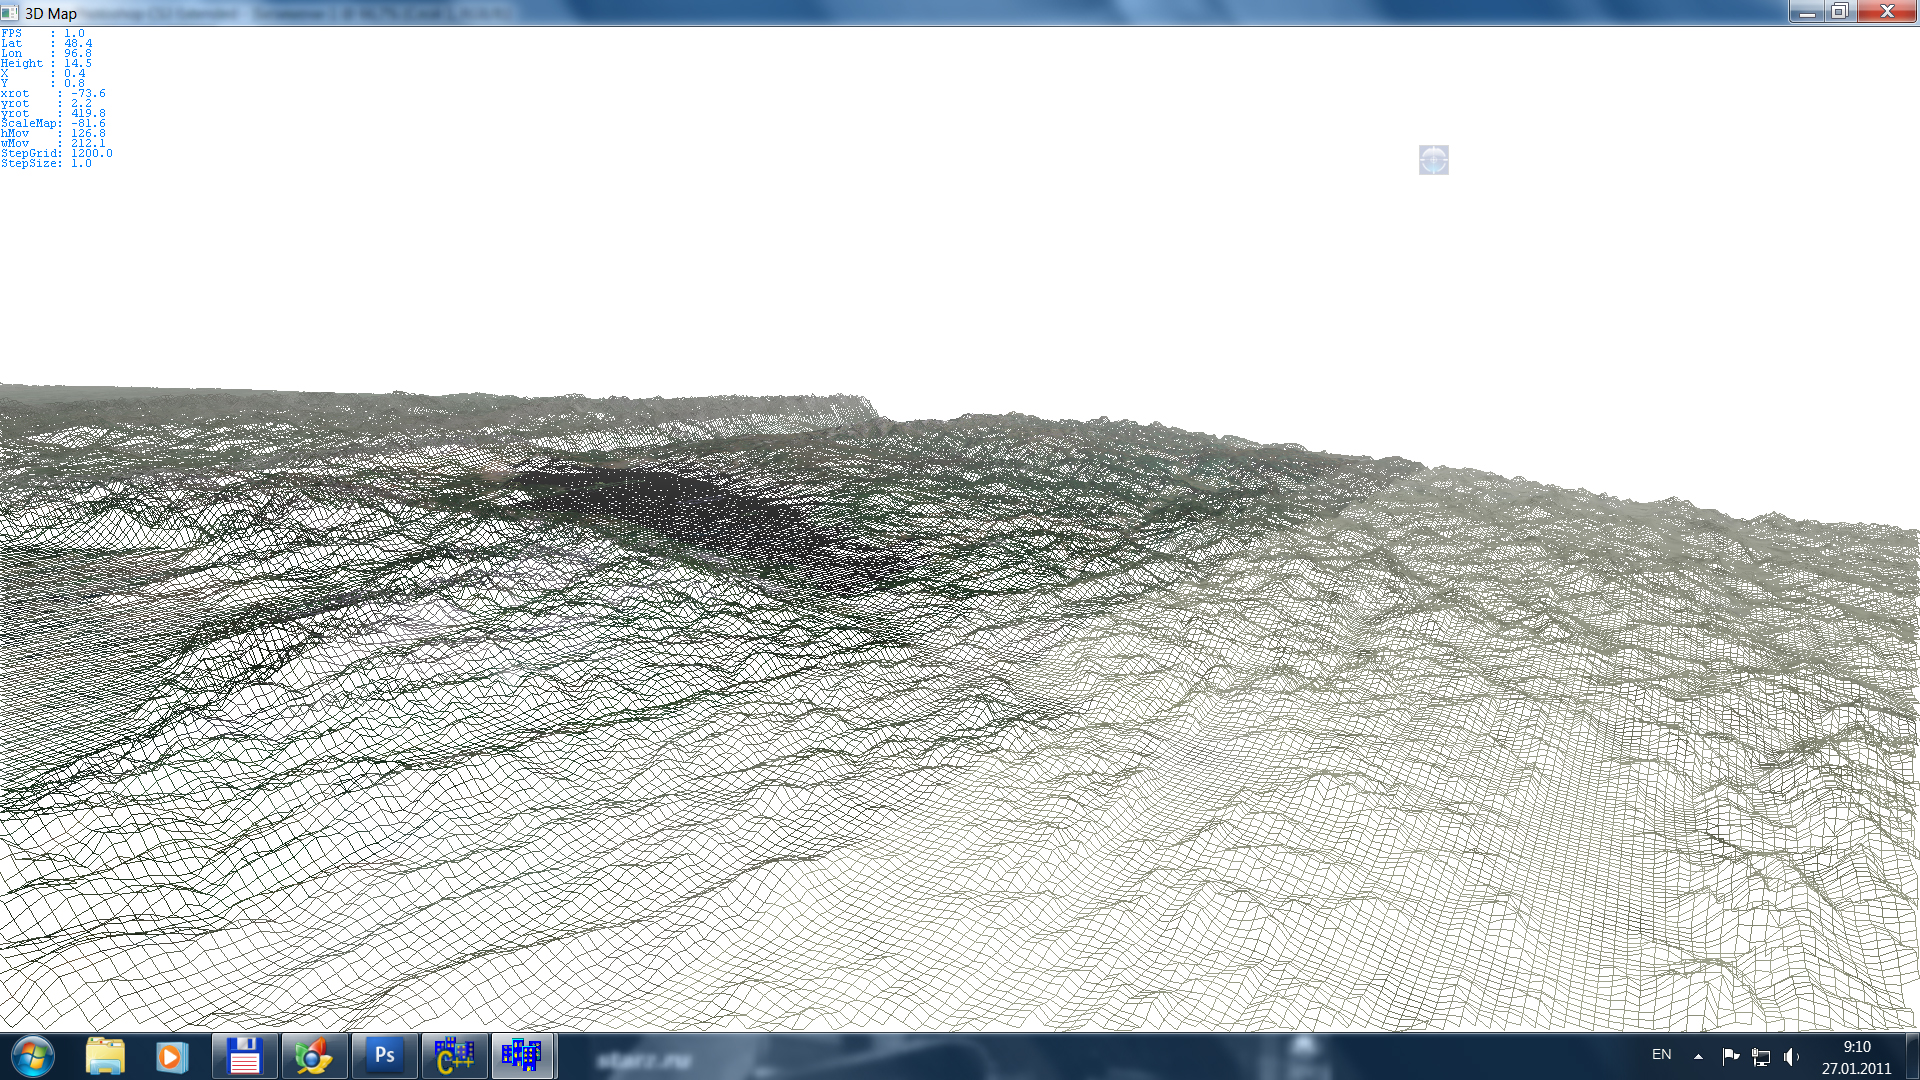 3D Map
FPS : 1.0
Lat : 48.4
Lon : 96.8
Height : 14.5
X : 0.4
Y : 0.8
xrot : -73.6
yrot : 2.2
yrot : 419.8
ScaleMap: -81.6
hMov : 126.8
wMov : 212.1
StepGrid: 1200.0
StepSize: 1.0
Ps
C++
starz.ru
EN
9:10
27.01.2011